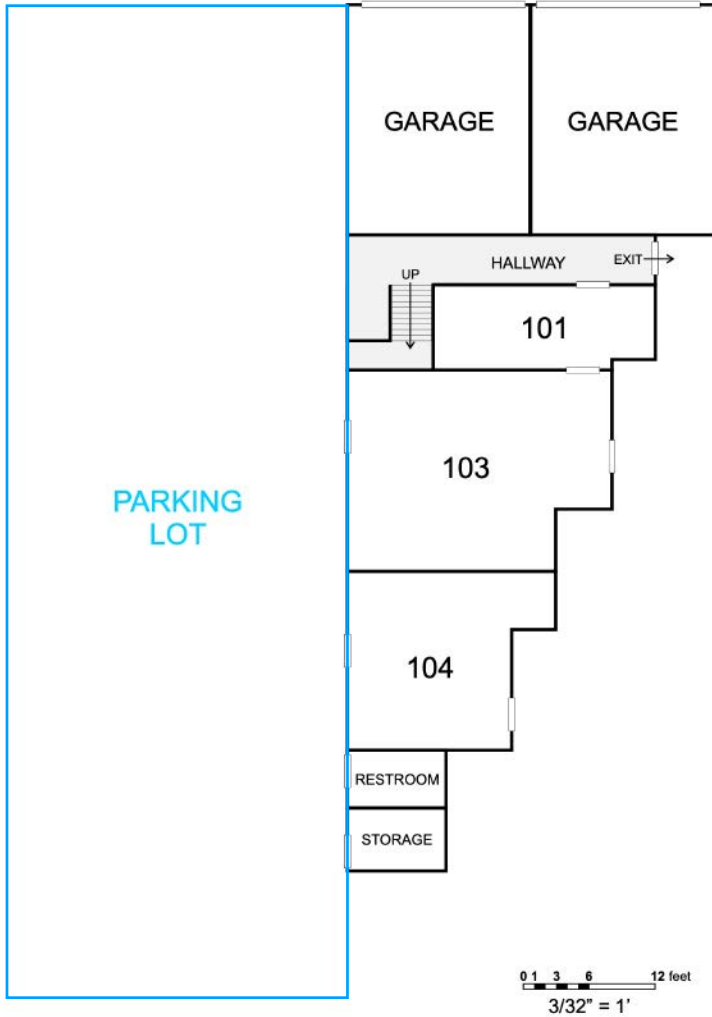 GARAGE
GARAGE
HALLWAY
EXIT
UP
101
103
PARKING
LOT
104
RESTROOM
STORAGE
0 1 3 6 12 feet
3/32" = 1'